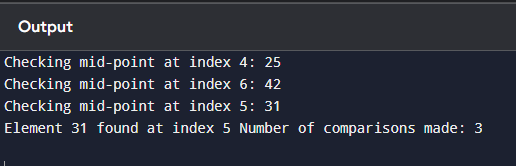 Output
Checking mid-point at index 4: 25
Checking mid-point at index 6: 42
Checking mid-point at index 5: 31
Element 31 found at index 5 Number of comparisons made: 3